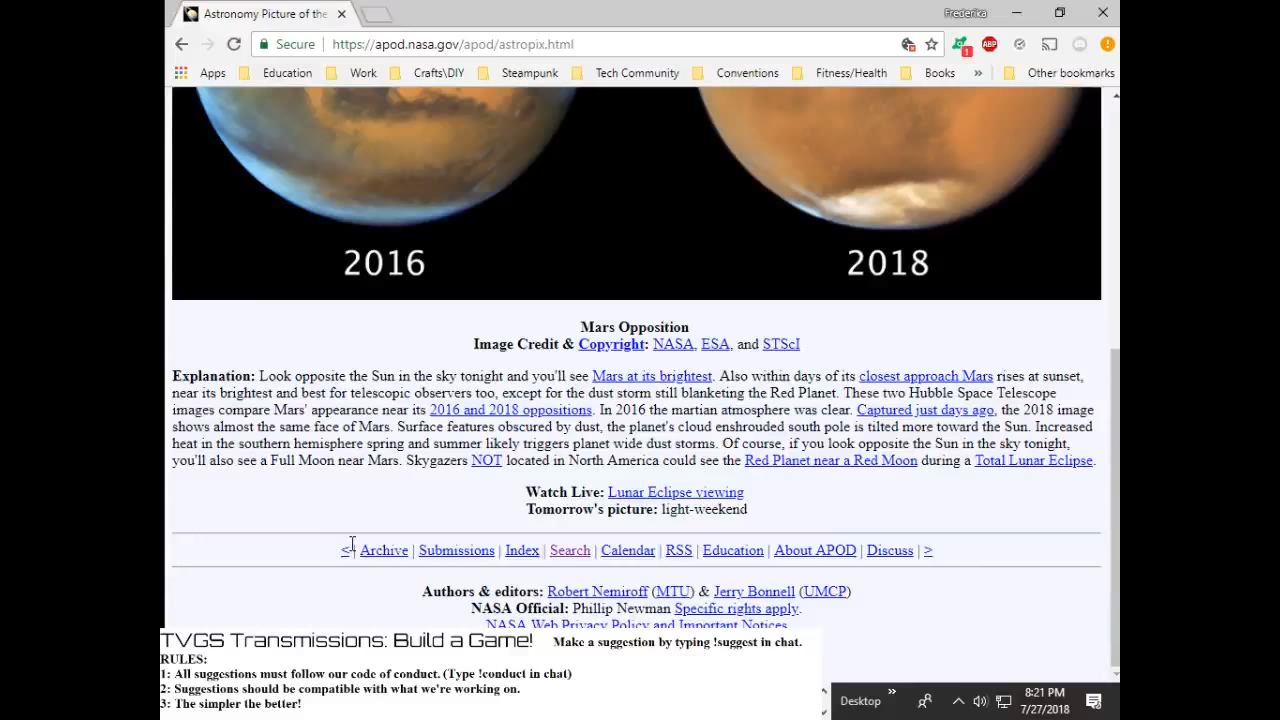 Astronomy Picture of the
Frederika
Secure https://apod.nasa.gov/apod/astropix.html
1 ABP
Apps Education Work Crafts\DIY Steampunk Tech Community Conventions Fitness/Health Books » Other bookmarks
2016 2018
Mars Opposition
Image Credit & Copyright: NASA, ESA, and STScI
Explanation: Look opposite the Sun in the sky tonight and you'll see Mars at its brightest. Also within days of its closest approach Mars rises at sunset,
near its brightest and best for telescopic observers too, except for the dust storm still blanketing the Red Planet. These two Hubble Space Telescope
images compare Mars' appearance near its 2016 and 2018 oppositions. In 2016 the martian atmosphere was clear. Captured just days ago, the 2018 image
shows almost the same face of Mars. Surface features obscured by dust, the planet's cloud enshrouded south pole is tilted more toward the Sun. Increased
heat in the southern hemisphere spring and summer likely triggers planet wide dust storms. Of course, if you look opposite the Sun in the sky tonight,
you'll also see a Full Moon near Mars. Skygazers NOT located in North America could see the Red Planet near a Red Moon during a Total Lunar Eclipse.
Watch Live: Lunar Eclipse viewing
Tomorrow's picture: light-weekend
< | Archive | Submissions | Index | Search | Calendar | RSS | Education | About APOD | Discuss | >
Authors & editors: Robert Nemiroff (MTU) & Jerry Bonnell (UMCP)
NASA Official: Phillip Newman Specific rights apply.
NASA Web Privacy Policy and Important Notices
TVGS Transmissions: Build a Game! Make a suggestion by typing !suggest in chat.
RULES:
1: All suggestions must follow our code of conduct. (Type !conduct in chat)
2: Suggestions should be compatible with what we're working on.
3: The simpler the better!
Desktop »
8:21 PM
7/27/2018